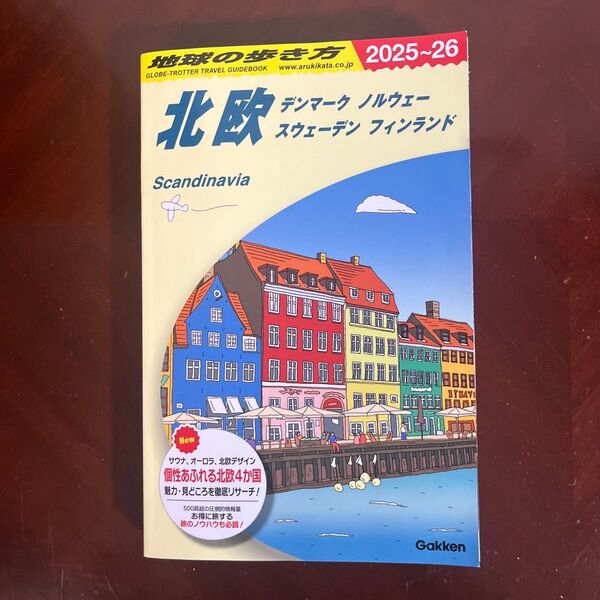 地球の歩き方
2025~26
GLOBE-TROTTER TRAVEL GUIDEBOOK
www.arukikata.co.jp
北欧
デンマーク ノルウェー
スウェーデン フィンランド
Scandinavia
New
サウナ、オーロラ、北欧デザイン
個性あふれる北欧4か国
魅力・見どころを徹底リサーチ!
500頁超の圧倒的情報量
お得に旅する
旅のノウハウも必読!
Gakken